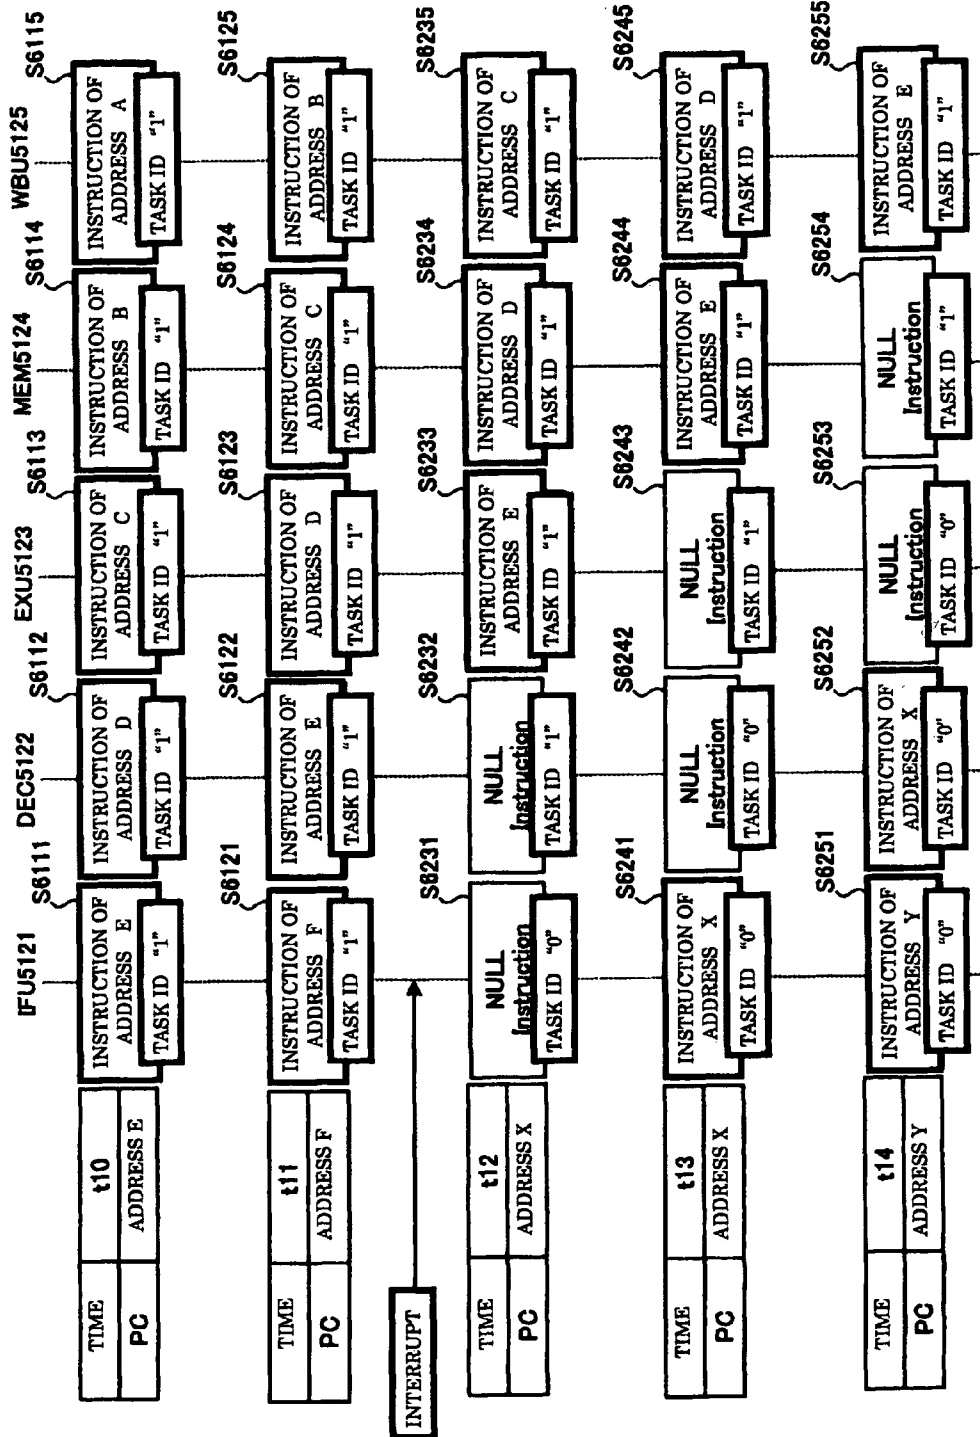 IFU5121
DEC5122
EXU5123
MEM5124
WBU5125
TIME
t10
PC
ADDRESS E
S6111
INSTRUCTION OF
ADDRESS E
TASK ID "1"
S6112
INSTRUCTION OF
ADDRESS D
TASK ID "1"
S6113
INSTRUCTION OF
ADDRESS C
TASK ID "1"
S6114
INSTRUCTION OF
ADDRESS B
TASK ID "1"
S6115
INSTRUCTION OF
ADDRESS A
TASK ID "1"
TIME
t11
PC
ADDRESS F
S6121
INSTRUCTION OF
ADDRESS F
TASK ID "1"
S6122
INSTRUCTION OF
ADDRESS E
TASK ID "1"
S6123
INSTRUCTION OF
ADDRESS D
TASK ID "1"
S6124
INSTRUCTION OF
ADDRESS C
TASK ID "1"
S6125
INSTRUCTION OF
ADDRESS B
TASK ID "1"
INTERRUPT
TIME
t12
PC
ADDRESS X
S6231
NULL
Instruction
TASK ID "0"
S6232
NULL
Instruction
TASK ID "1"
S6233
INSTRUCTION OF
ADDRESS E
TASK ID "1"
S6234
INSTRUCTION OF
ADDRESS D
TASK ID "1"
S6235
INSTRUCTION OF
ADDRESS C
TASK ID "1"
TIME
t13
PC
ADDRESS X
S6241
INSTRUCTION OF
ADDRESS X
TASK ID "0"
S6242
NULL
Instruction
TASK ID "0"
S6243
NULL
Instruction
TASK ID "1"
S6244
INSTRUCTION OF
ADDRESS E
TASK ID "1"
S6245
INSTRUCTION OF
ADDRESS D
TASK ID "1"
TIME
t14
PC
ADDRESS Y
S6251
INSTRUCTION OF
ADDRESS Y
TASK ID "0"
S6252
INSTRUCTION OF
ADDRESS X
TASK ID "0"
S6253
NULL
Instruction
TASK ID "0"
S6254
NULL
Instruction
TASK ID "1"
S6255
INSTRUCTION OF
ADDRESS E
TASK ID "1"